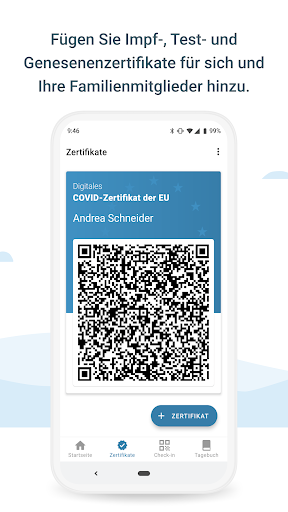 Fügen Sie Impf-, Test- und
Genesenenzertifikate für sich und
Ihre Familienmitglieder hinzu.
9:46
99%
Zertifikate
Digitales
COVID-Zertifikat der EU
Andrea Schneider
+ ZERTIFIKAT
Startseite Zertifikate Check-in Tagebuch